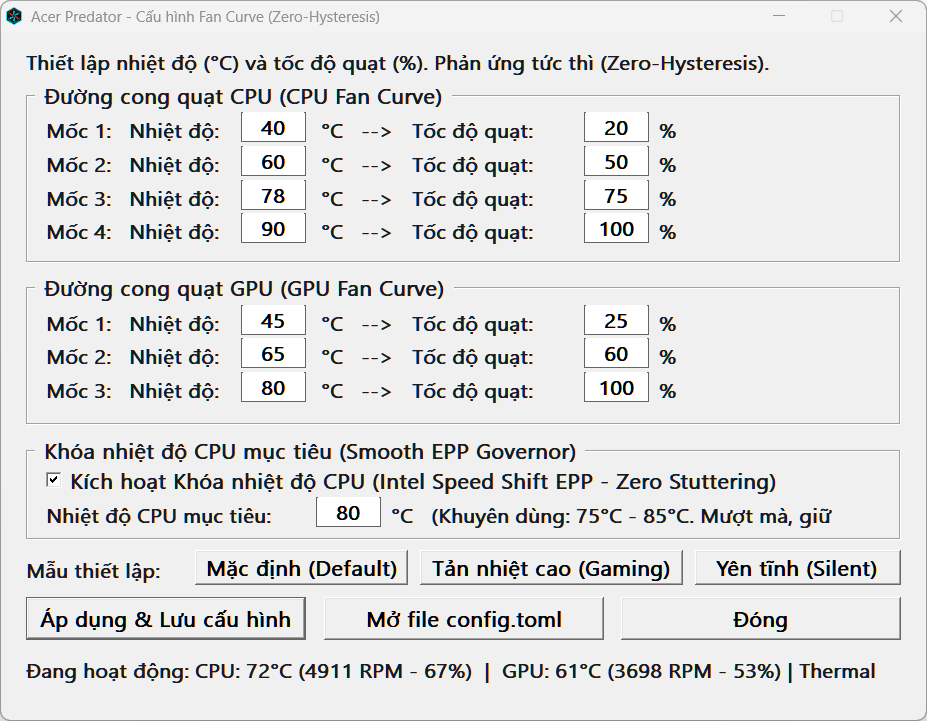 Acer Predator - Cấu hình Fan Curve (Zero-Hysteresis)
Thiết lập nhiệt độ (°C) và tốc độ quạt (%). Phản ứng tức thì (Zero-Hysteresis).
Đường cong quạt CPU (CPU Fan Curve)
Mốc 1: Nhiệt độ: 40 °C --> Tốc độ quạt: 20 %
Mốc 2: Nhiệt độ: 60 °C --> Tốc độ quạt: 50 %
Mốc 3: Nhiệt độ: 78 °C --> Tốc độ quạt: 75 %
Mốc 4: Nhiệt độ: 90 °C --> Tốc độ quạt: 100 %
Đường cong quạt GPU (GPU Fan Curve)
Mốc 1: Nhiệt độ: 45 °C --> Tốc độ quạt: 25 %
Mốc 2: Nhiệt độ: 65 °C --> Tốc độ quạt: 60 %
Mốc 3: Nhiệt độ: 80 °C --> Tốc độ quạt: 100 %
Khóa nhiệt độ CPU mục tiêu (Smooth EPP Governor)
Kích hoạt Khóa nhiệt độ CPU (Intel Speed Shift EPP - Zero Stuttering)
Nhiệt độ CPU mục tiêu: 80 °C (Khuyên dùng: 75°C - 85°C. Mượt mà, giữ
Mẫu thiết lập: Mặc định (Default) Tản nhiệt cao (Gaming) Yên tĩnh (Silent)
Áp dụng & Lưu cấu hình Mở file config.toml Đóng
Đang hoạt động: CPU: 72°C (4911 RPM - 67%) | GPU: 61°C (3698 RPM - 53%) | Thermal